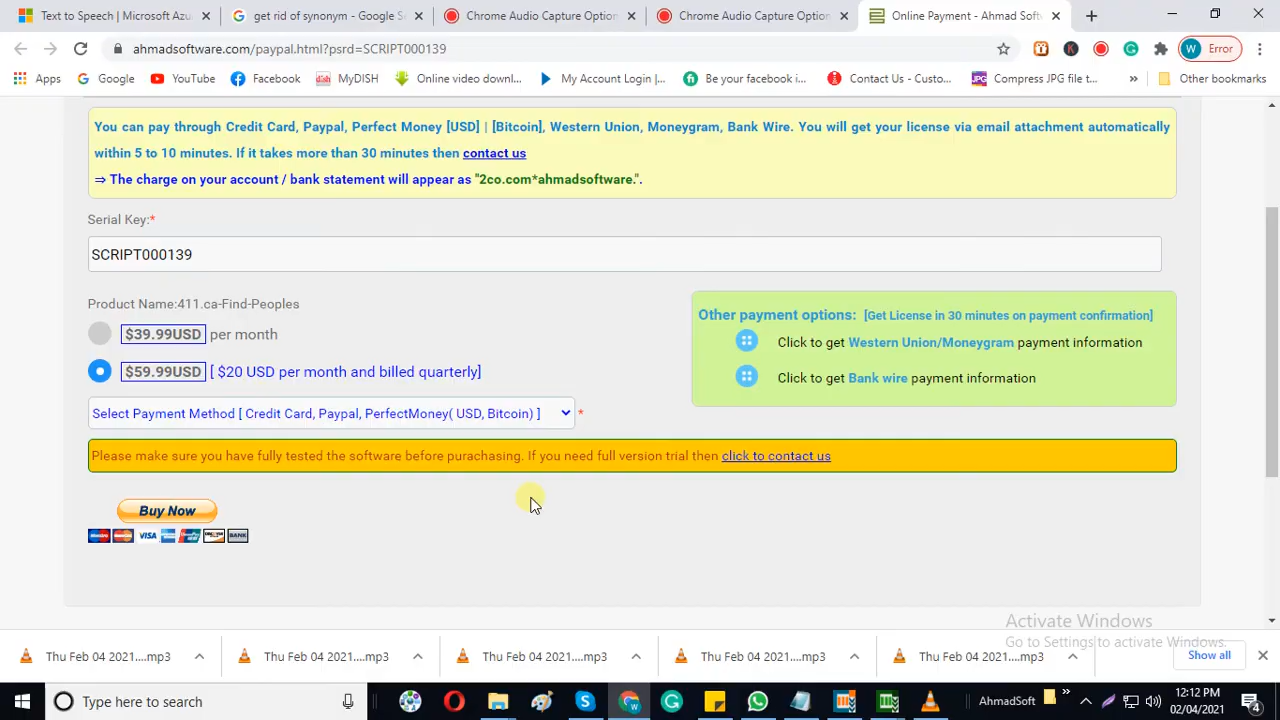 Text to Speech | Microsoft
get rid of synonym - Google S
Chrome Audio Capture Option
Chrome Audio Capture Option
Online Payment - Ahmad Softw
ahmadsoftware.com/paypal.html?psrd=SCRIPT000139
W Error
Apps
Google
YouTube
Facebook
MyDISH
Online video downl...
My Account Login |...
Be your facebook i...
Contact Us - Custo...
JPG
Compress JPG file t...
»
Other bookmarks
You can pay through Credit Card, Paypal, Perfect Money [USD] | [Bitcoin], Western Union, Moneygram, Bank Wire. You will get your license via email attachment automatically
within 5 to 10 minutes. If it takes more than 30 minutes then contact us
⇒ The charge on your account / bank statement will appear as "2co.com*ahmadsoftware.".
Serial Key:*
SCRIPT000139
Product Name:411.ca-Find-Peoples
$39.99USD per month
$59.99USD [ $20 USD per month and billed quarterly]
Select Payment Method [ Credit Card, Paypal, PerfectMoney( USD, Bitcoin) ] *
Other payment options: [Get License in 30 minutes on payment confirmation]
Click to get Western Union/Moneygram payment information
Click to get Bank wire payment information
Please make sure you have fully tested the software before purachasing. If you need full version trial then click to contact us
Buy Now
VISA
BANK
Activate Windows
Go to Settings to activate Windows.
Thu Feb 04 2021....mp3
Thu Feb 04 2021....mp3
Thu Feb 04 2021....mp3
Thu Feb 04 2021....mp3
Thu Feb 04 2021....mp3
Show all
Type here to search
AhmadSoft
»
12:12 PM
02/04/2021
4